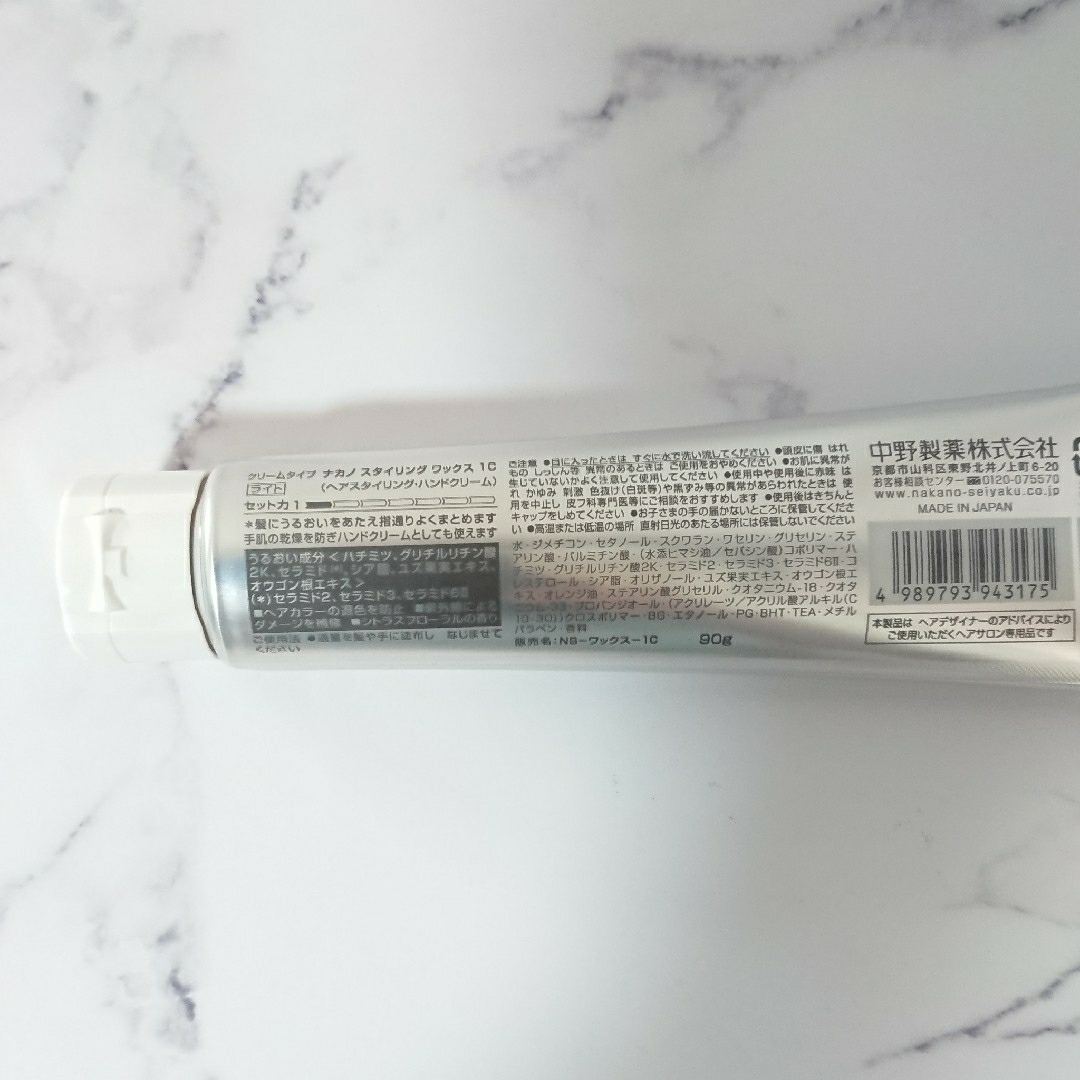 クリームタイプ ナカノ スタイリング ワックス 1C
ライト (ヘアスタイリング・ハンドクリーム)
セット力 1
*髪にうるおいをあたえ指通りよくまとめます
手肌の乾燥を防ぎハンドクリームとしても使えます
うるおい成分 < ハチミツ、グリチルリチン酸
2K、セラミド(*)、シア脂、ユズ果実エキス、
オウゴン根エキス >
(*)セラミド2、セラミド3、セラミド6Ⅱ
■ヘアカラーの退色を防止 ■紫外線による
ダメージを補修 ■シトラスフローラルの香り
ご使用法 ●適量を髪や手に塗布し なじませて
ください
ご注意 ●目に入ったときは すぐに水で洗い流してください ●頭皮に傷 はれ
もの しっしん等 異常のあるときは ご使用をおやめください ●お肌に異常が
生じていないかよく注意して使用してください ●使用中や使用後に赤味 は
れ かゆみ 刺激 色抜け(白斑等)や黒ずみ等の異常があらわれたときは 使
用を中止し 皮フ科専門医等にご相談をおすすめします ●使用後はきちんと
キャップをしめてください ●お子さまの手の届かないところに保管してくださ
い ●高温または低温の場所 直射日光のあたる場所には保管しないでください
水・ジメチコン・セタノール・スクワラン・ワセリン・グリセリン・ステ
アリン酸・パルミチン酸・(水添ヒマシ油/セバシン酸)コポリマー・ハ
チミツ・グリチルリチン酸2K・セラミド2・セラミド3・セラミド6Ⅱ・コ
レステロール・シア脂・オリザノール・ユズ果実エキス・オウゴン根エ
キス・オレンジ油・ステアリン酸グリセリル・クオタニウム-18・クオタ
ニウム-33・プロパンジオール・(アクリレーツ/アクリル酸アルキル(C
10-30))クロスポリマー・BG・エタノール・PG・BHT・TEA・メチル
パラベン・香料
販売名:NS-ワックス-1C 90g
中野製薬株式会社
京都市山科区東野北井ノ上町6-20
お客様相談センター 0120-075570
www.nakano-seiyaku.co.jp
MADE IN JAPAN
4 989793 943175
本製品は ヘアデザイナーのアドバイスにより
ご使用いただくヘアサロン専用品です